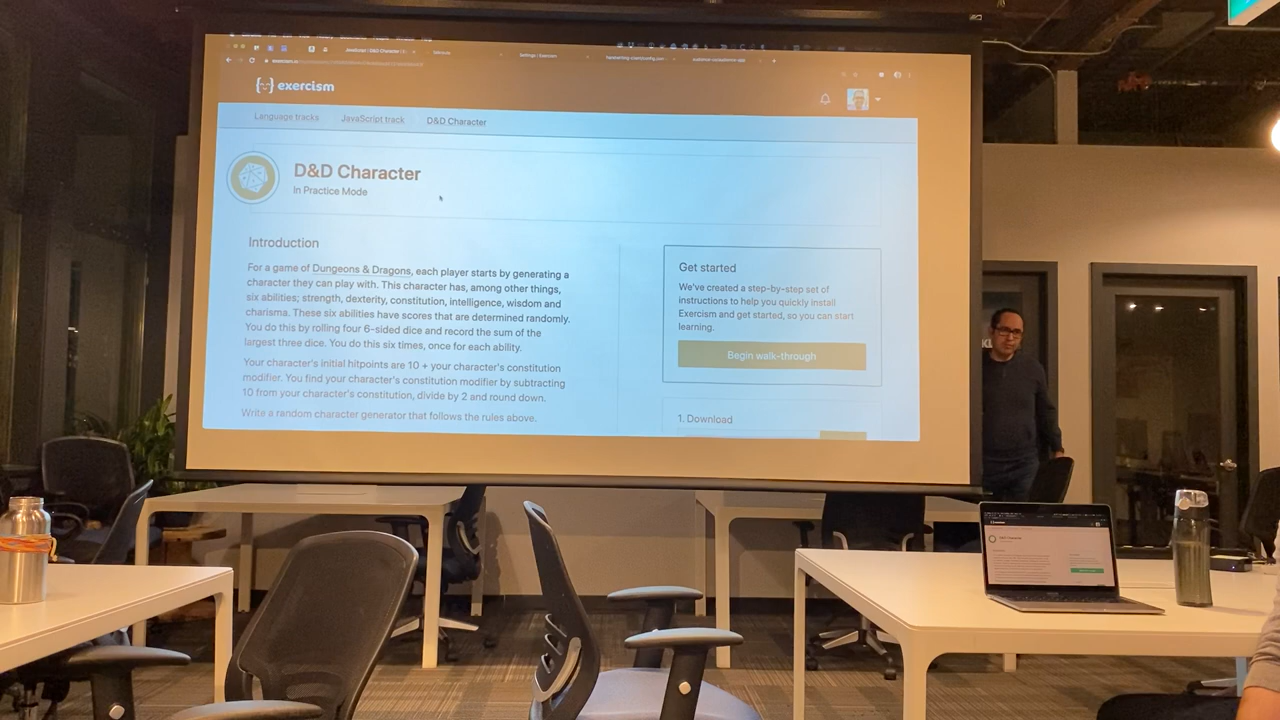 JavaScript | D&D Character | E
Settings | Exercism
exercism
Language tracks
JavaScript track
D&D Character
D&D Character
In Practice Mode
Introduction
For a game of Dungeons & Dragons, each player starts by generating a
character they can play with. This character has, among other things,
six abilities; strength, dexterity, constitution, intelligence, wisdom and
charisma. These six abilities have scores that are determined randomly.
You do this by rolling four 6-sided dice and record the sum of the
largest three dice. You do this six times, once for each ability.
Your character's initial hitpoints are 10 + your character's constitution
modifier. You find your character's constitution modifier by subtracting
10 from your character's constitution, divide by 2 and round down.
Write a random character generator that follows the rules above.
Get started
We've created a step-by-step set of
instructions to help you quickly install
Exercism and get started, so you can start
learning.
Begin walk-through
1. Download
D&D Character